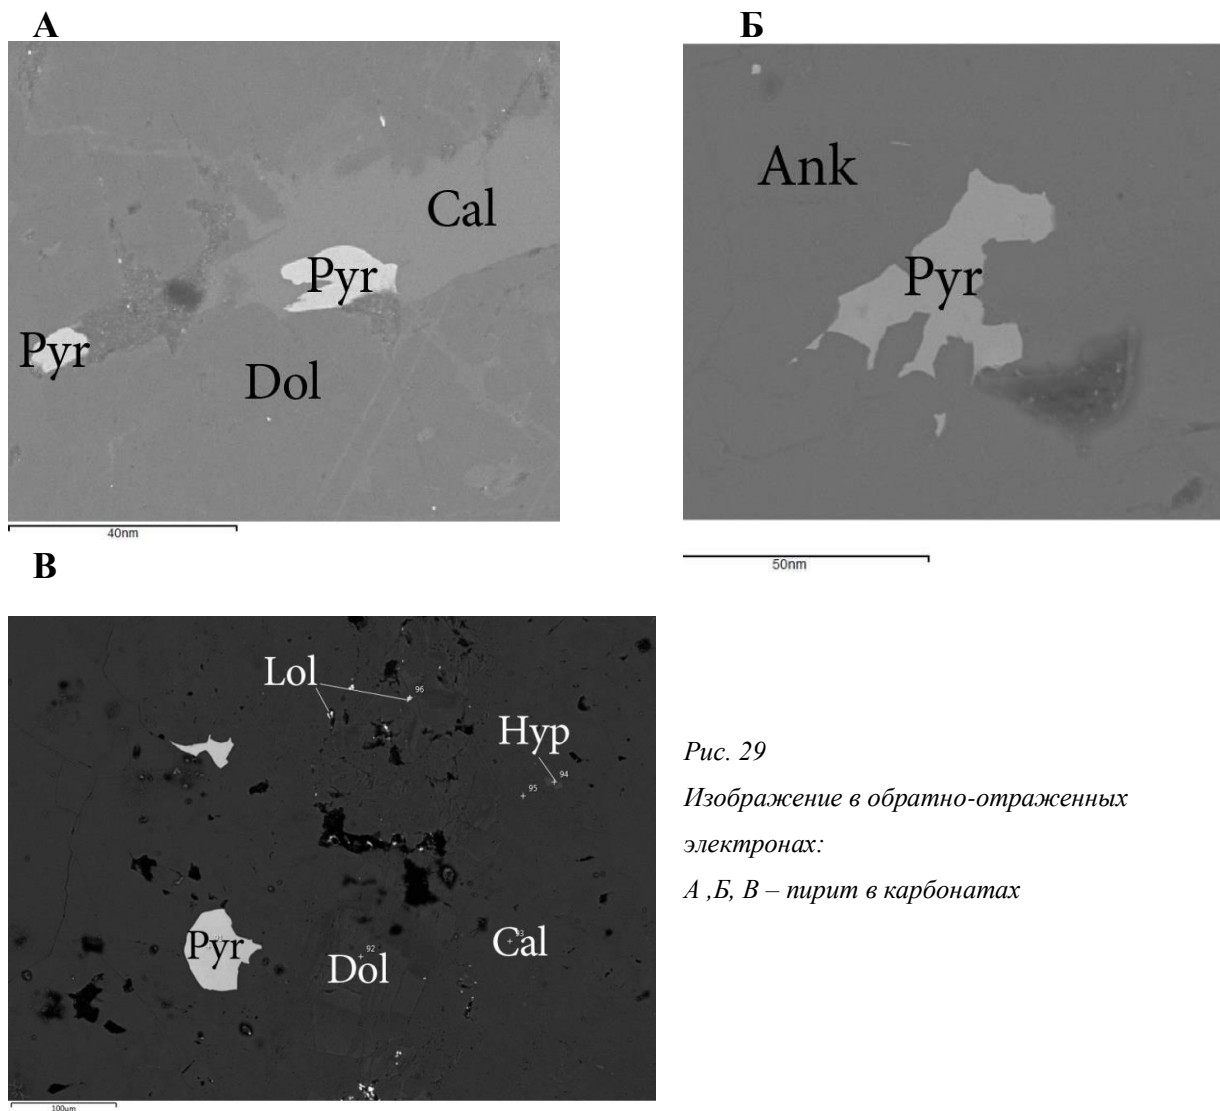 А
Cal
Pyr
Pyr
Dol
40nm
Б
Ank
Pyr
50nm
В
Lol
96
Hyp
94
95
Pyr
92
Dol
93
Cal
100μm
Рис. 29
Изображение в обратно-отраженных
электронах:
А ,Б, В – пирит в карбонатах